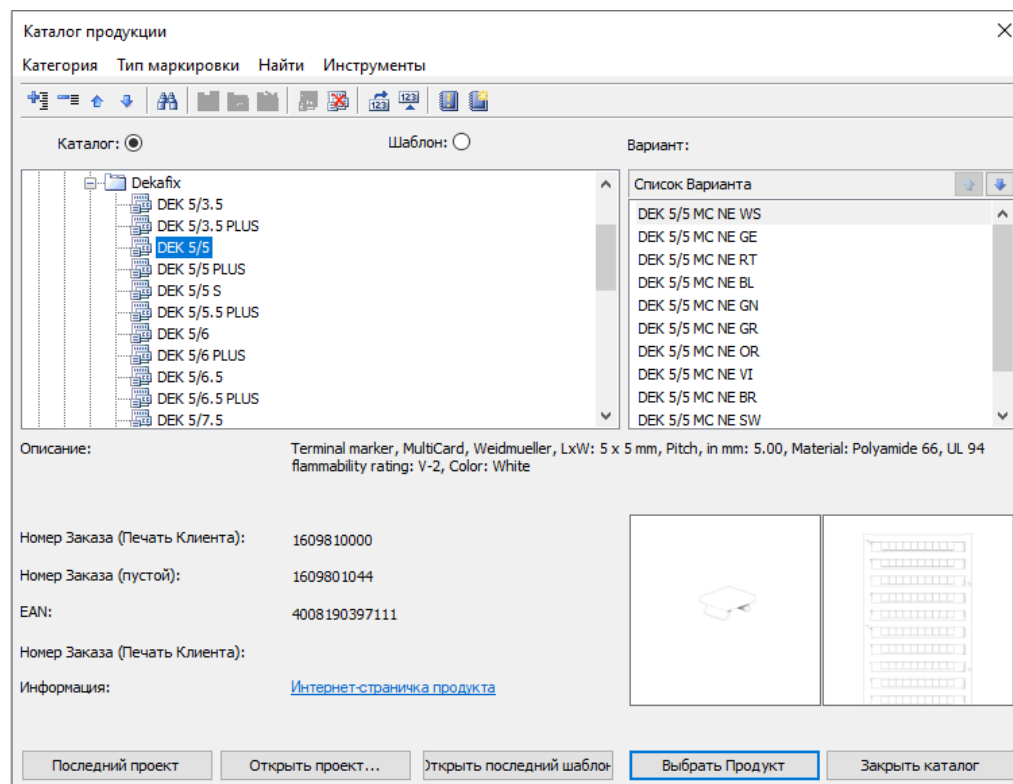 Каталог продукции
Категория Тип маркировки Найти Инструменты
Каталог: Шаблон: Вариант:
Dekafix
DEK 5/3.5
DEK 5/3.5 PLUS
DEK 5/5
DEK 5/5 PLUS
DEK 5/5 S
DEK 5/5.5 PLUS
DEK 5/6
DEK 5/6 PLUS
DEK 5/6.5
DEK 5/6.5 PLUS
DEK 5/7.5
Список Варианта
DEK 5/5 MC NE WS
DEK 5/5 MC NE GE
DEK 5/5 MC NE RT
DEK 5/5 MC NE BL
DEK 5/5 MC NE GN
DEK 5/5 MC NE GR
DEK 5/5 MC NE OR
DEK 5/5 MC NE VI
DEK 5/5 MC NE BR
DEK 5/5 MC NE SW
Описание: Terminal marker, MultiCard, Weidmueller, LxW: 5 x 5 mm, Pitch, in mm: 5.00, Material: Polyamide 66, UL 94
flammability rating: V-2, Color: White
Номер Заказа (Печать Клиента): 1609810000
Номер Заказа (пустой): 1609801044
EAN: 4008190397111
Номер Заказа (Печать Клиента):
Информация: Интернет-страничка продукта
Последний проект Открыть проект... Открыть последний шаблон Выбрать Продукт Закрыть каталог